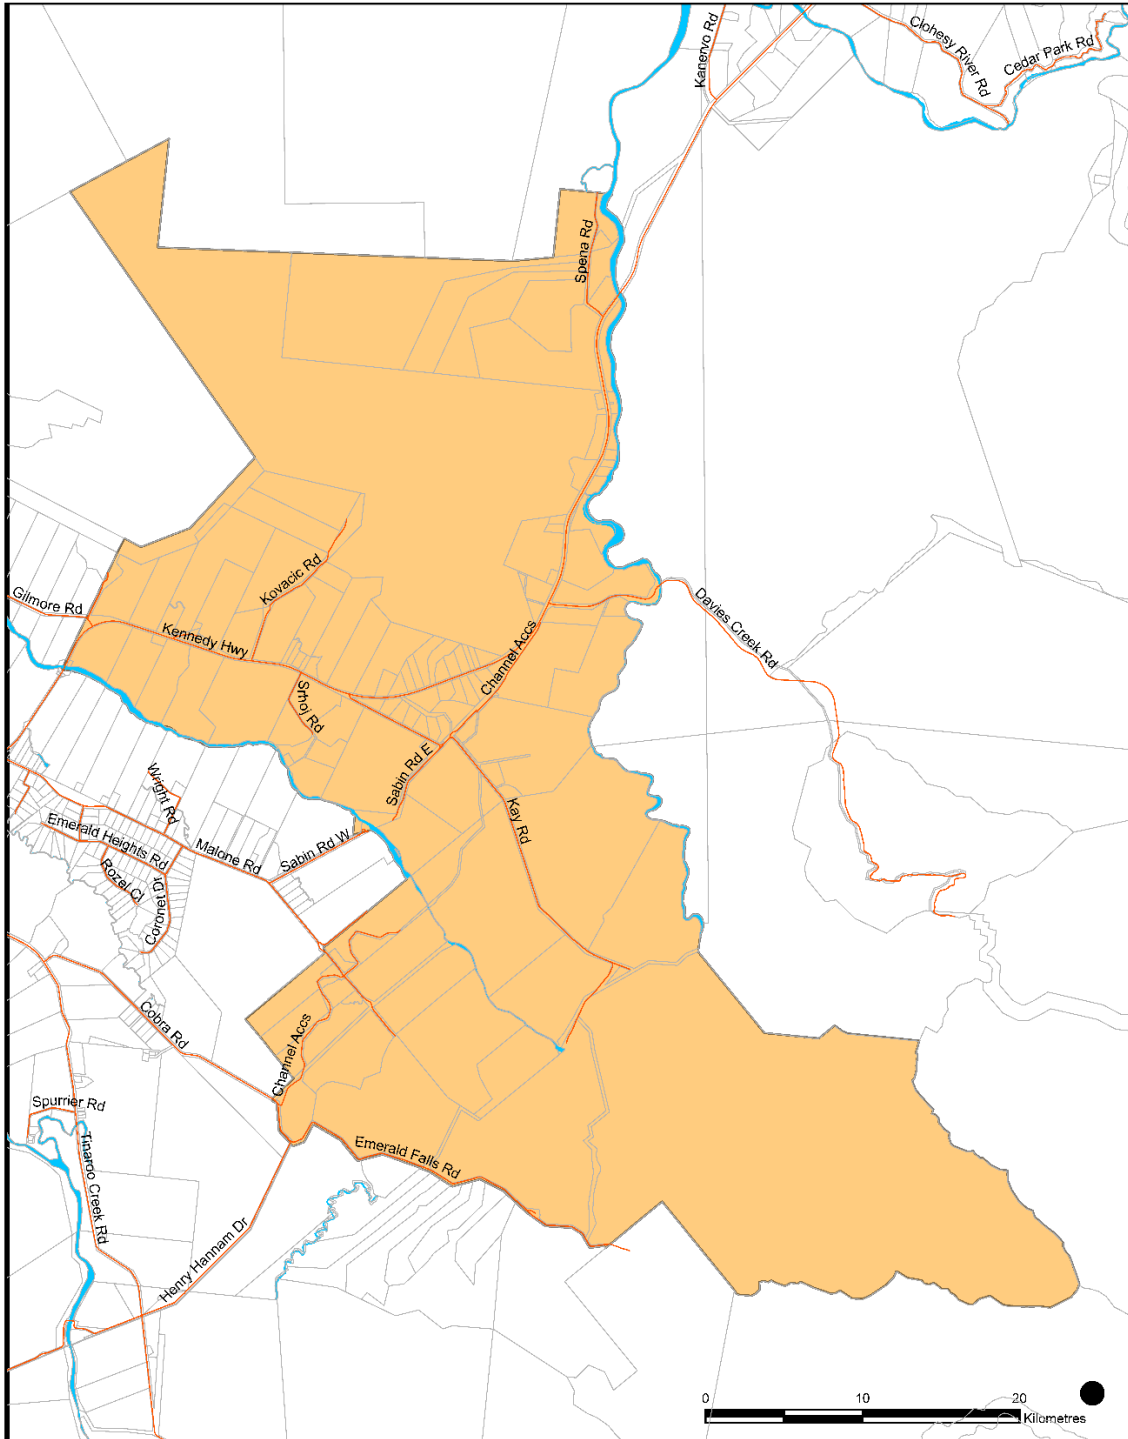 Kanervo Rd
Clohesy River Rd
Cedar Park Rd
Spena Rd
Kovacic Rd
Gilmore Rd
Kennedy Hwy
Davies Creek Rd
Channel Accs
Srhoj Rd
Sabin Rd E
Wright Rd
Kay Rd
Emerald Heights Rd
Malone Rd
Sabin Rd W
Rozel Cl
Coronet Dr
Cobra Rd
Channel Accs
Spurrier Rd
Tinaroo Creek Rd
Emerald Falls Rd
Henry Hannam Dr
0 10 20
Kilometres